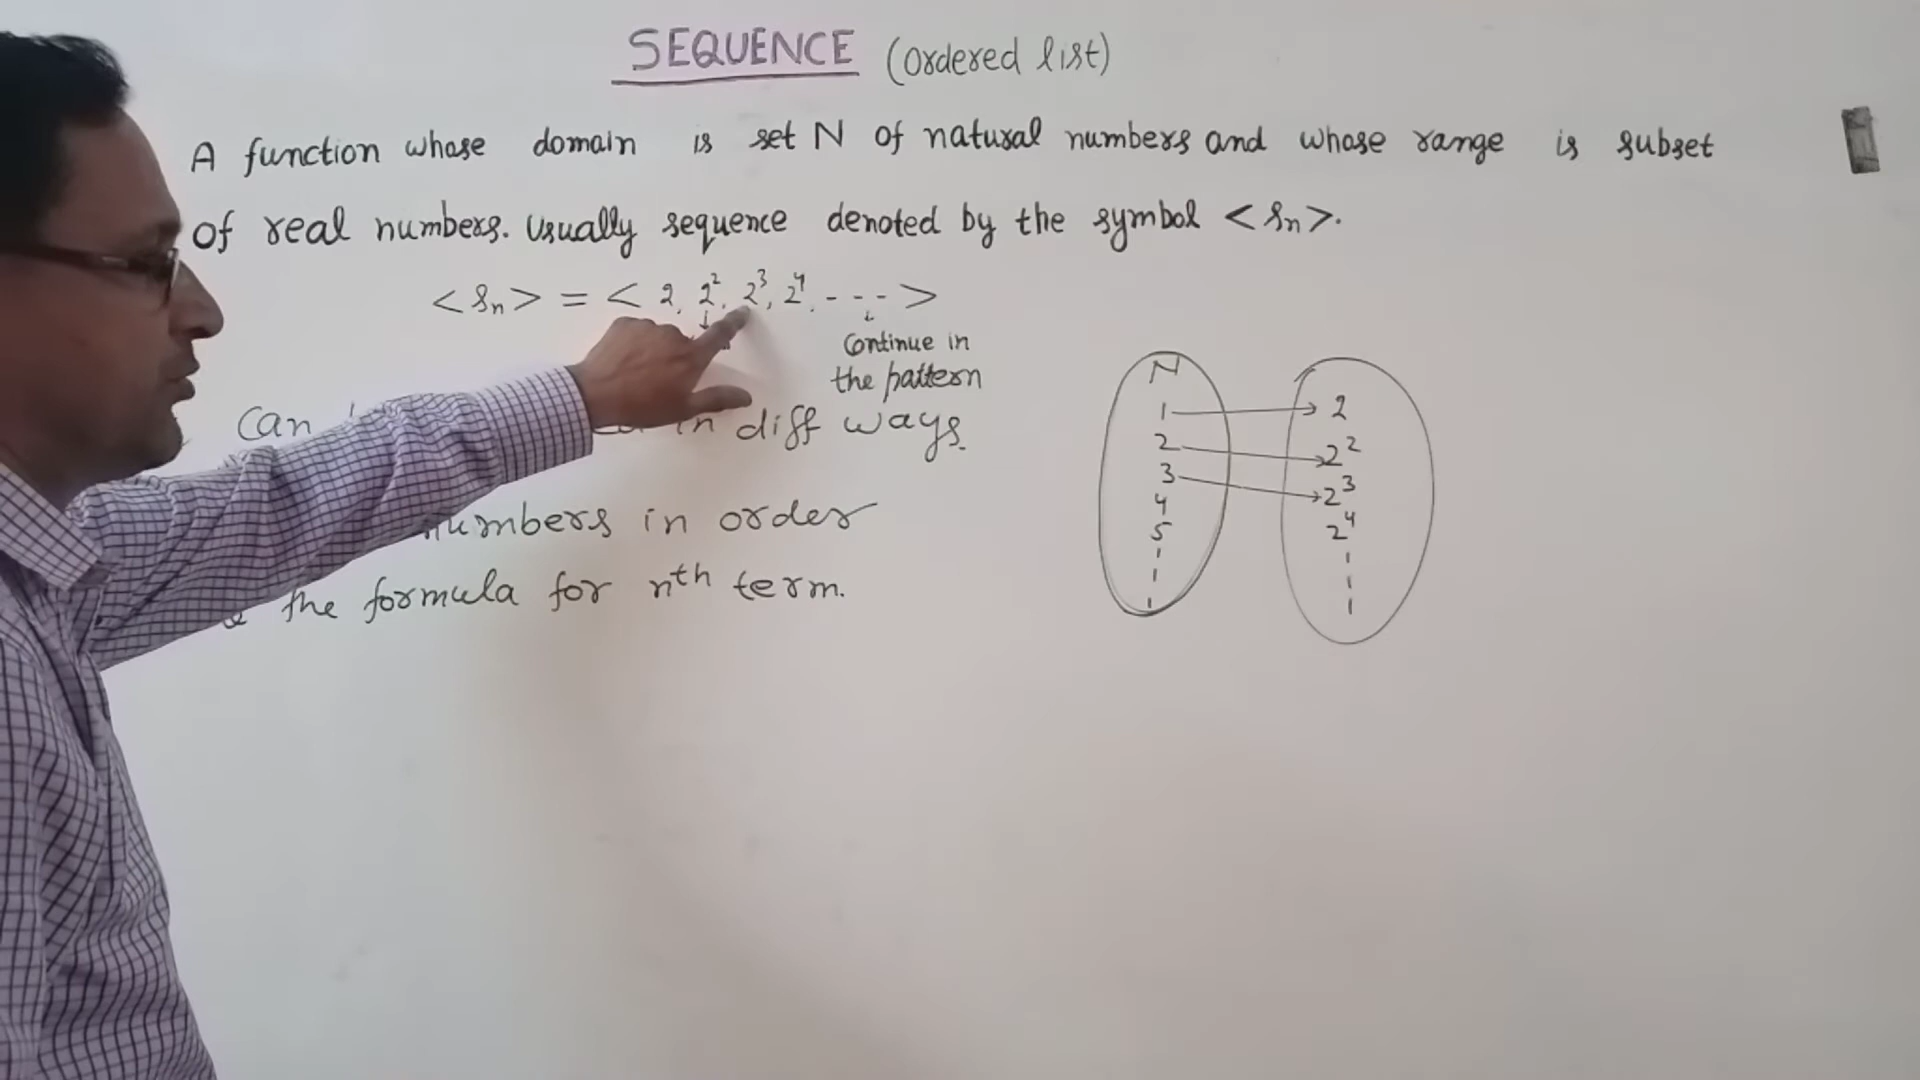 SEQUENCE (Ordered list)
A function whose domain is set N of natural numbers and whose range is subset
of real numbers. Usually sequence denoted by the symbol <Sn>.
<Sn> = < 2, 2², 2³, 2⁴, - - - >
Continue in
the pattern
Can in diff ways.
numbers in order
the formula for nth term.
N
1 → 2
2 → 2²
3 → 2³
4 2⁴
5